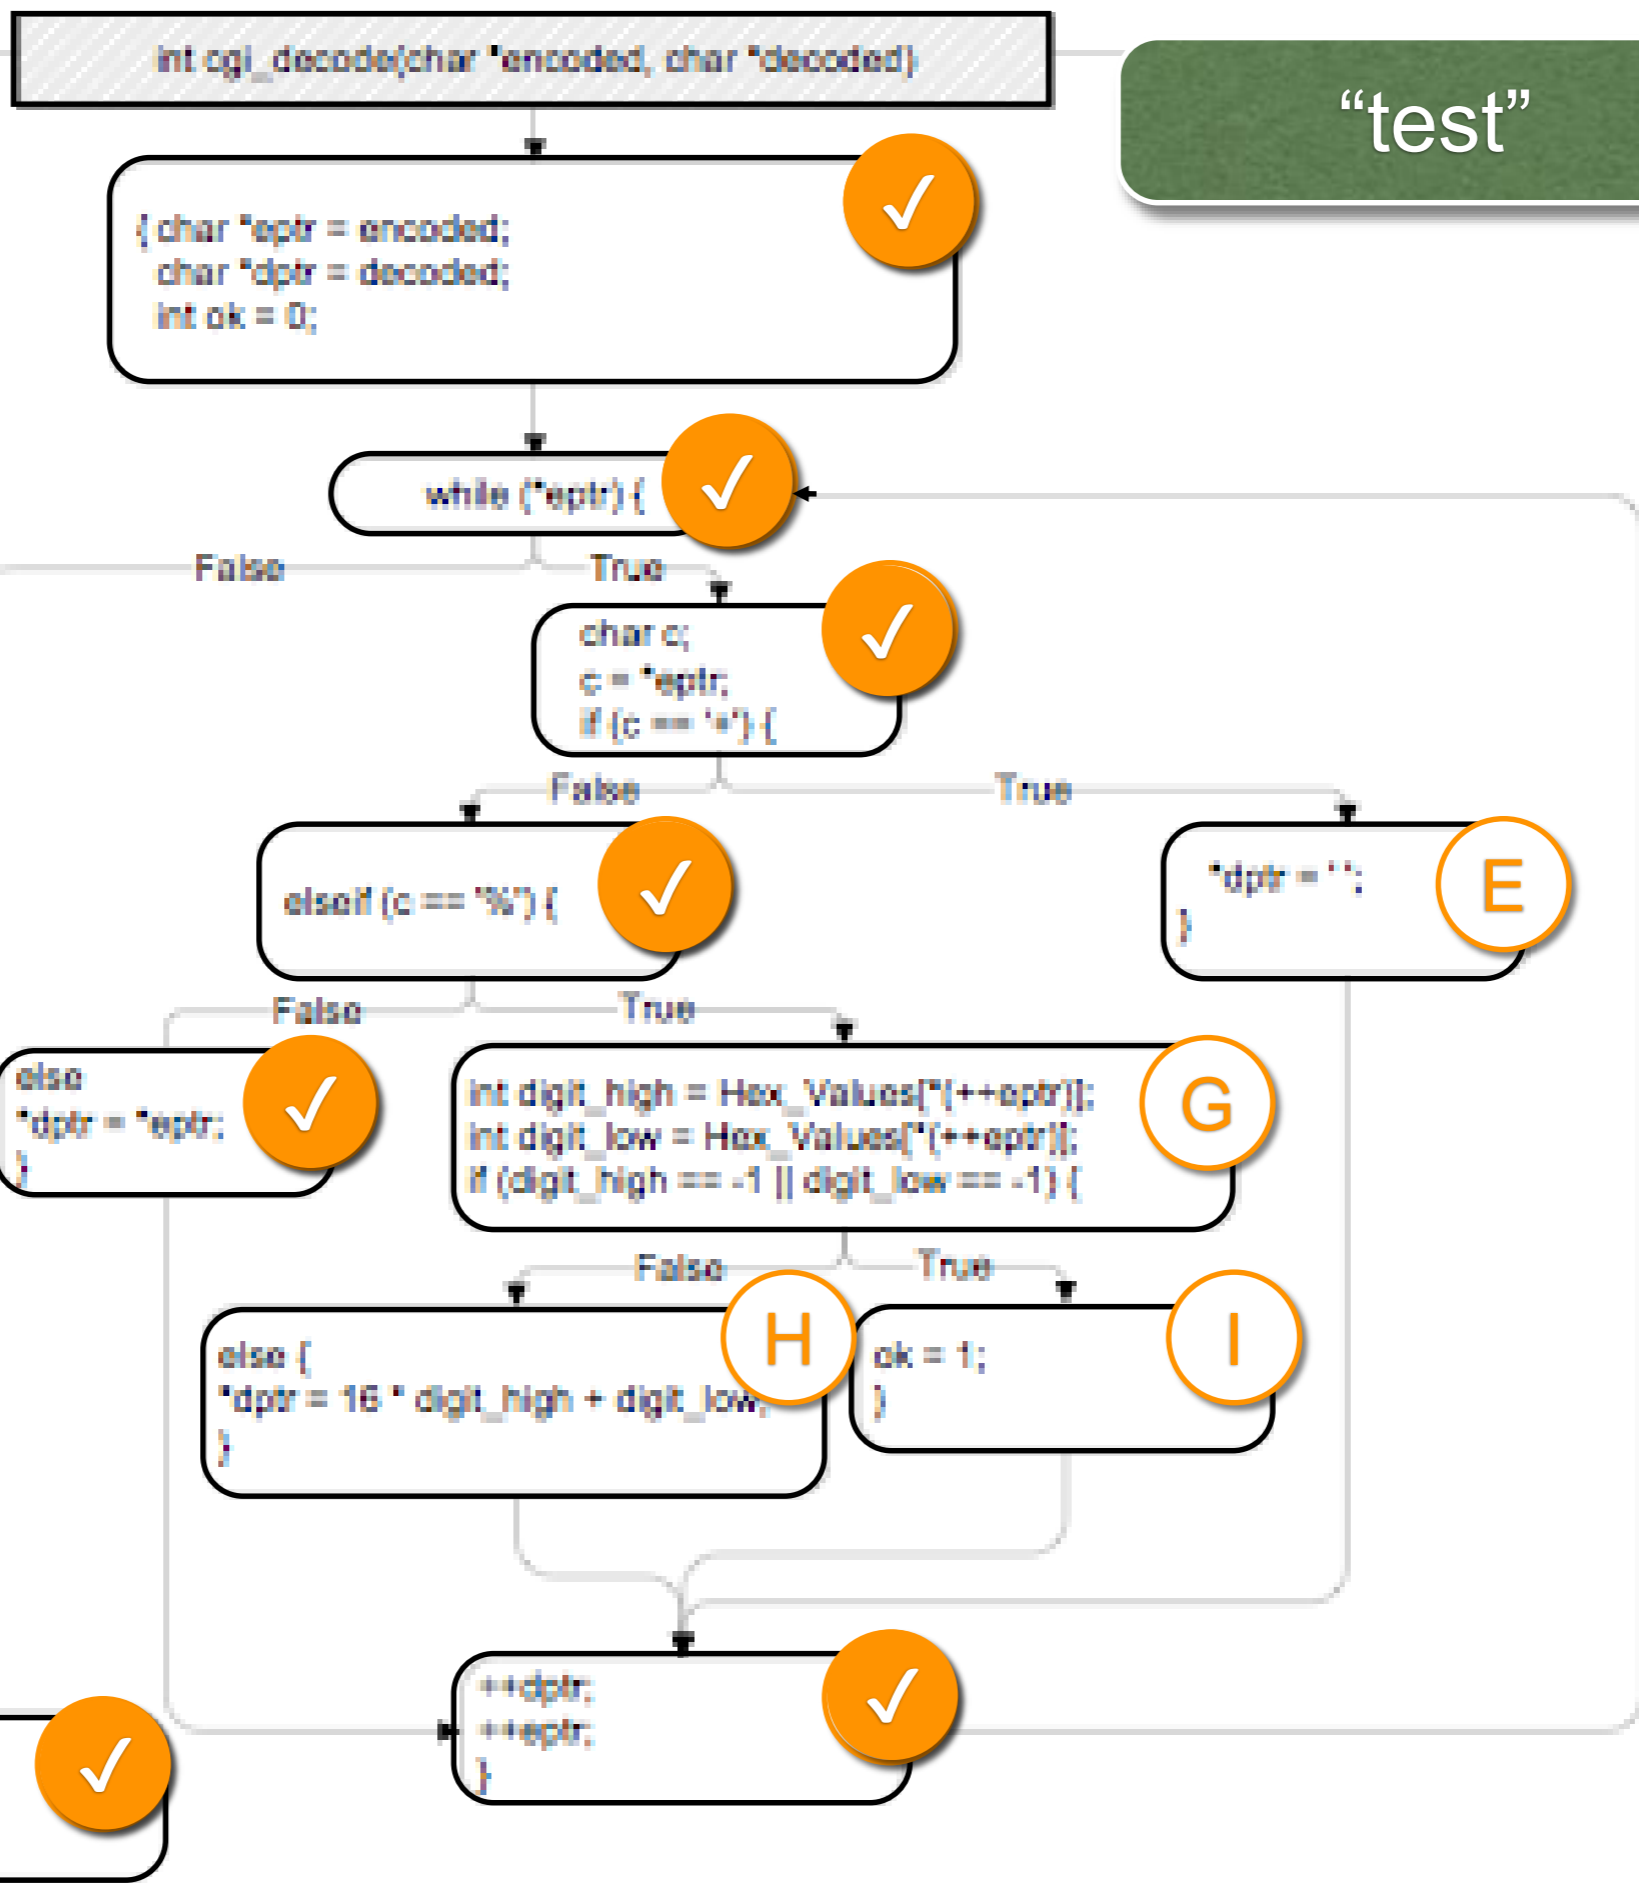 int cgi_decode(char *encoded, char *decoded)
“test”
{ char *eptr = encoded;
char *dptr = decoded;
int ok = 0;
while (*eptr) {
False
True
char c;
c = *eptr;
if (c == '+') {
False
True
elseif (c == '%') {
*dptr = ' ';
}
E
False
True
else
*dptr = *eptr;
}
int digit_high = Hex_Values[*(++eptr)];
int digit_low = Hex_Values[*(++eptr)];
if (digit_high == -1 || digit_low == -1) {
G
False
True
else {
*dptr = 16 * digit_high + digit_low;
}
H
ok = 1;
}
I
++dptr;
++eptr;
}